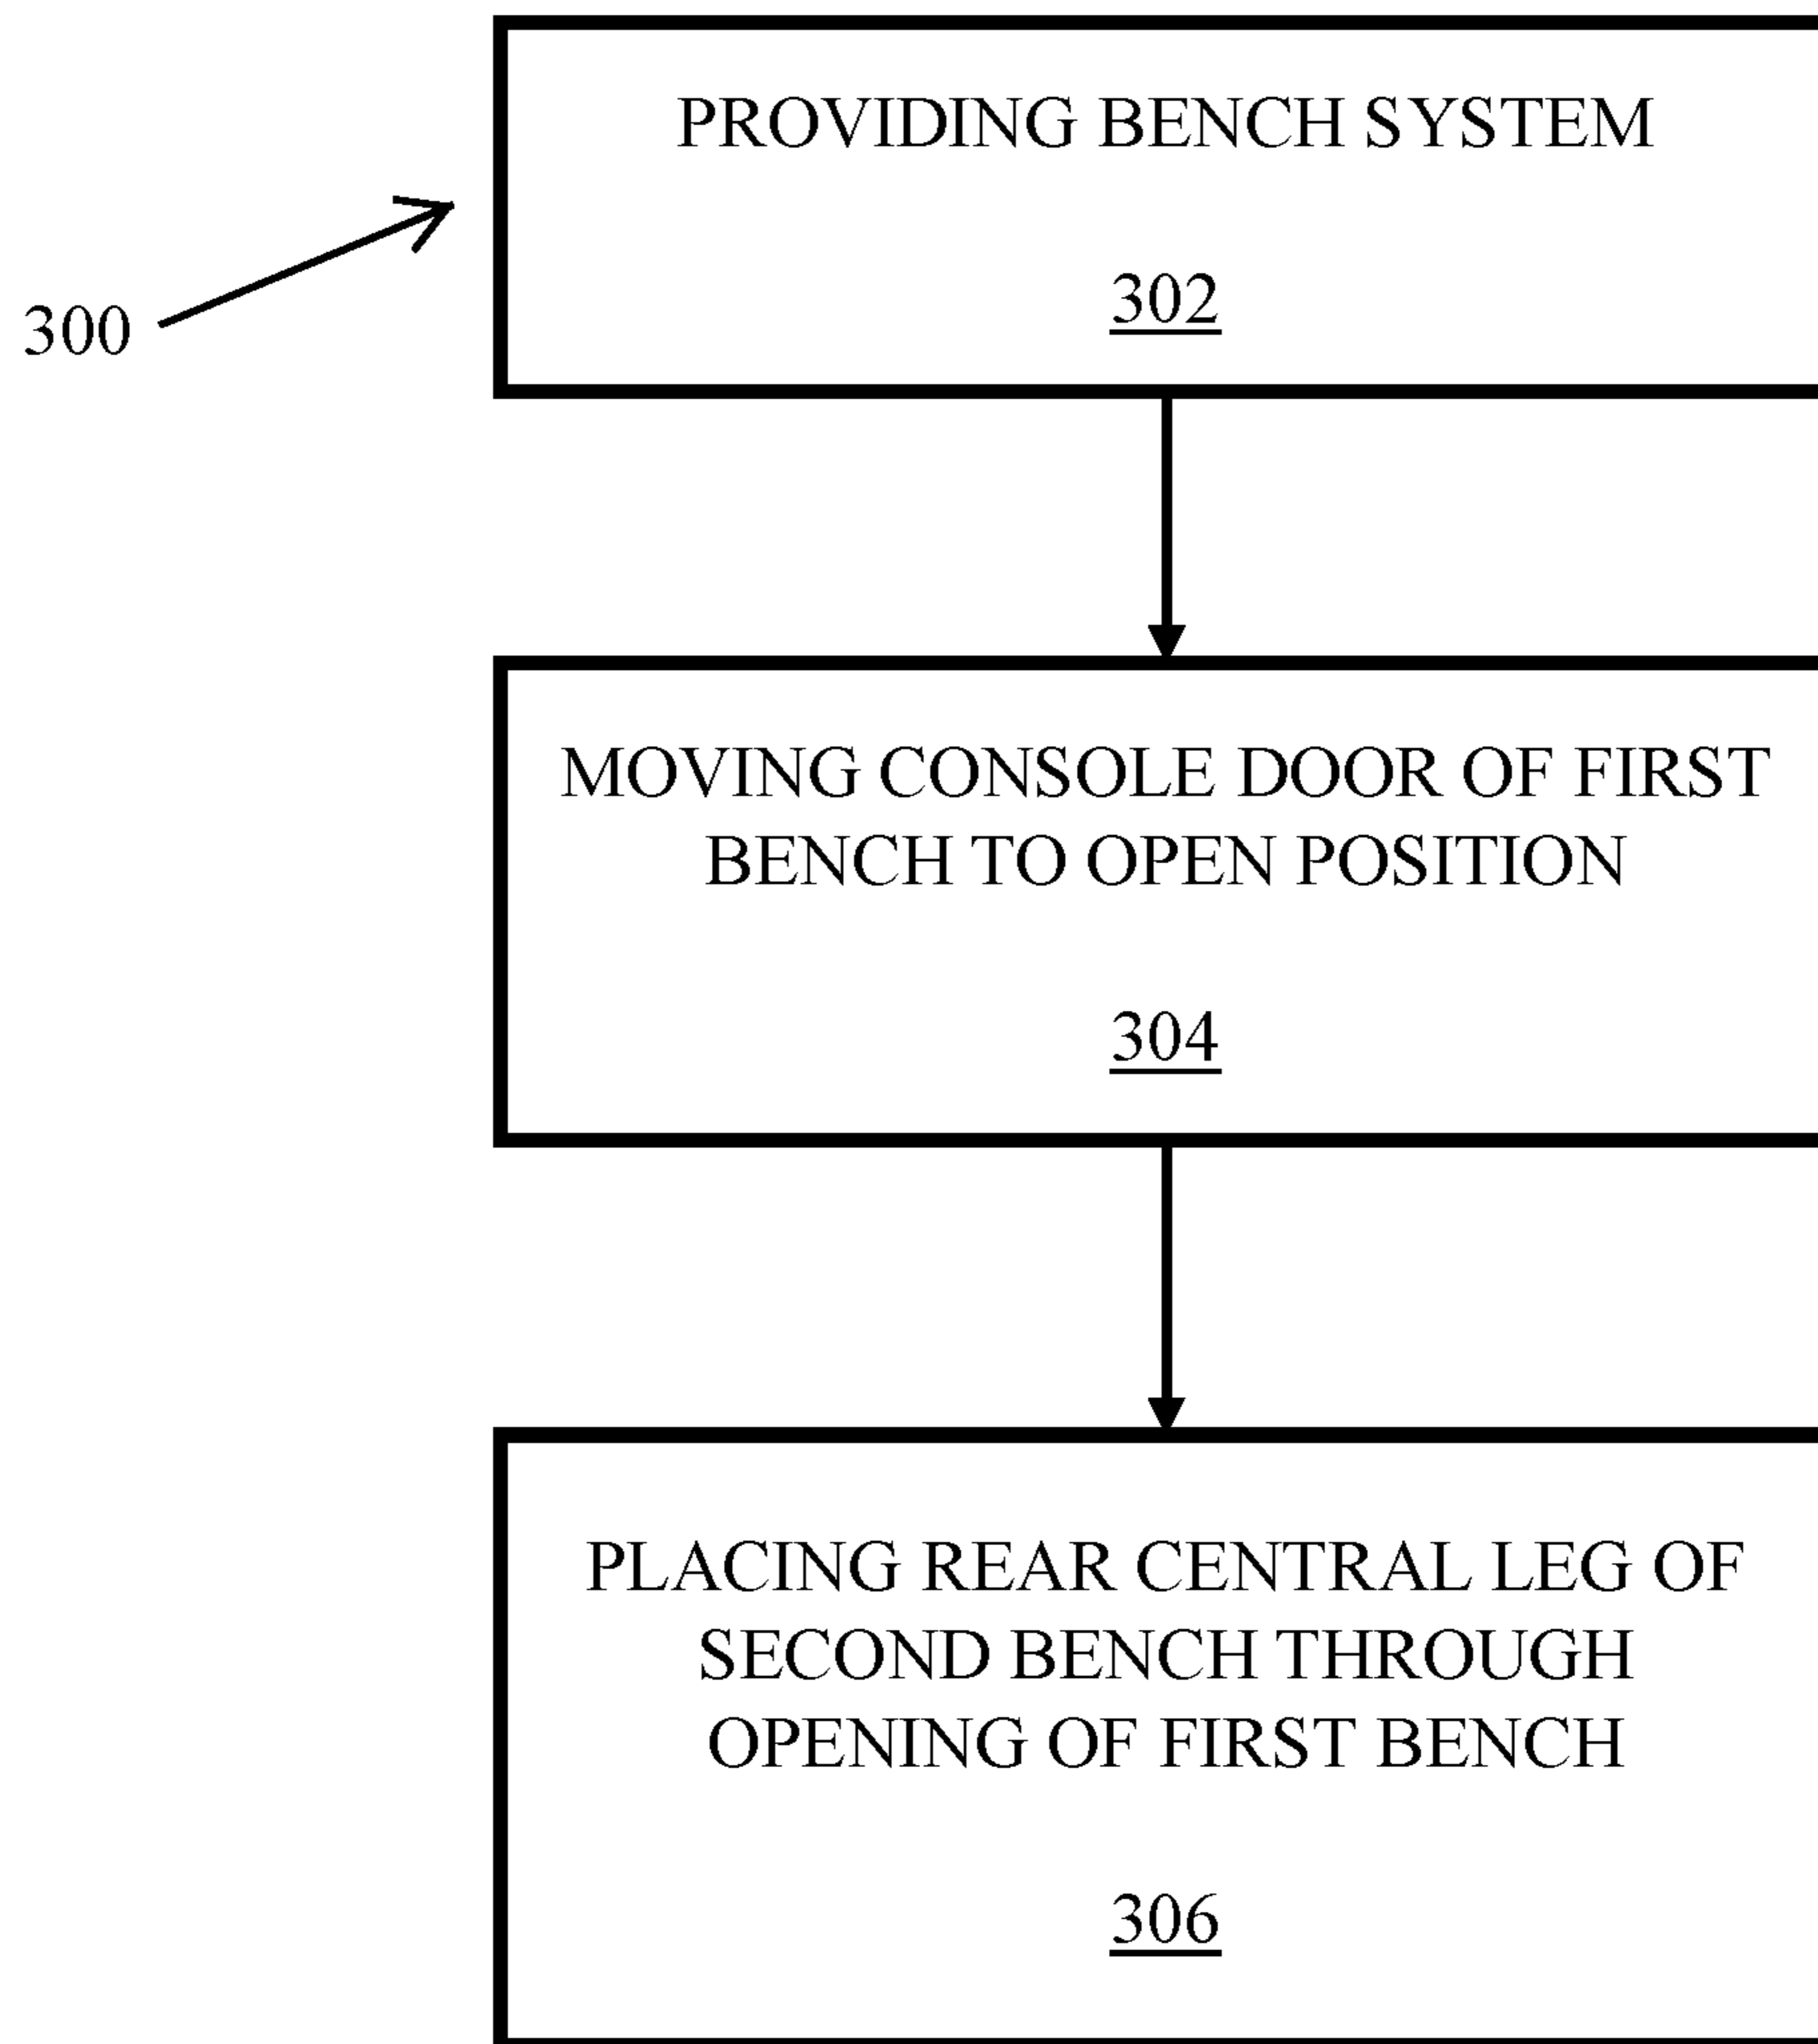 PROVIDING BENCH SYSTEM
302
300
MOVING CONSOLE DOOR OF FIRST
BENCH TO OPEN POSITION
304
PLACING REAR CENTRAL LEG OF
SECOND BENCH THROUGH
OPENING OF FIRST BENCH
306